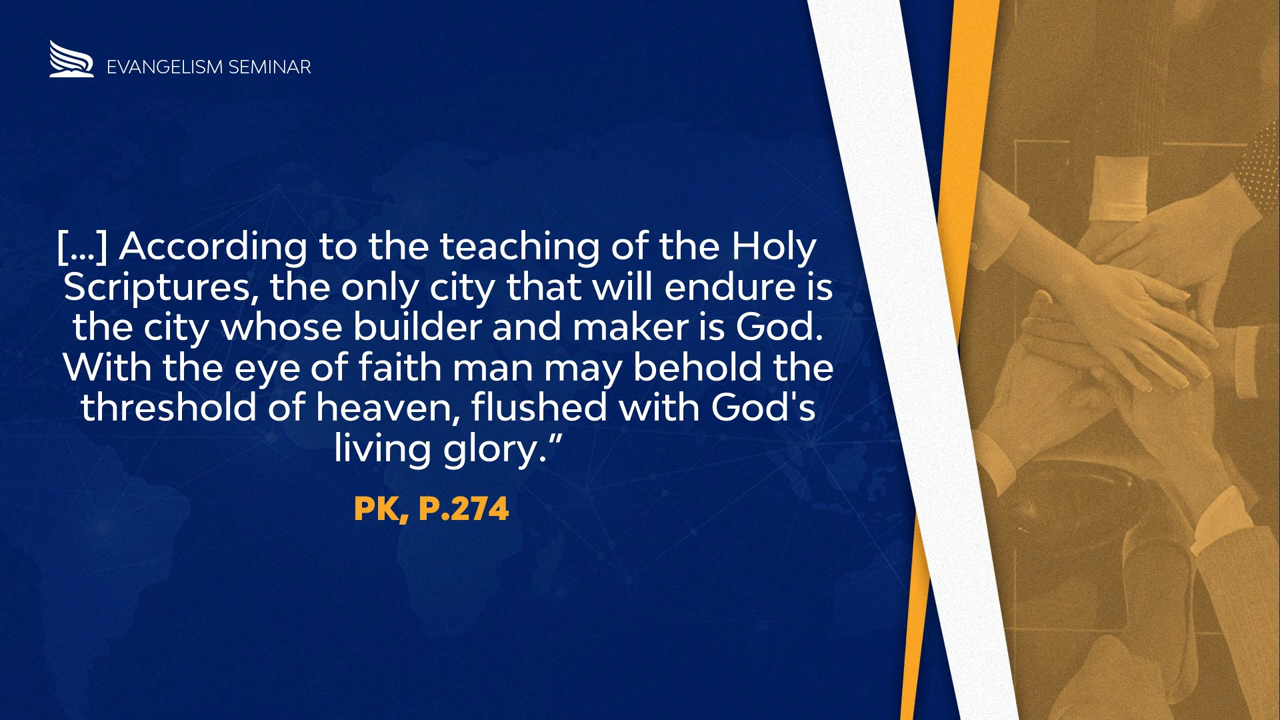 EVANGELISM SEMINAR
[...] According to the teaching of the Holy
Scriptures, the only city that will endure is
the city whose builder and maker is God.
With the eye of faith man may behold the
threshold of heaven, flushed with God's
living glory.”
PK, P.274